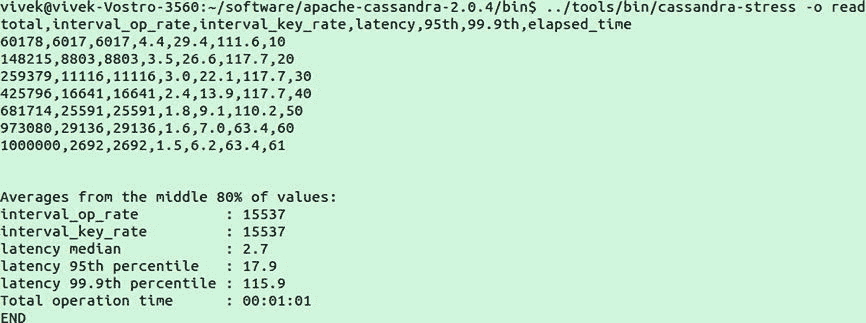 vivek@vivek-Vostro-3560:~/software/apache-cassandra-2.0.4/bin$ ../tools/bin/cassandra-stress -o read
total,interval_op_rate,interval_key_rate,latency,95th,99.9th,elapsed_time
60178,6017,6017,4.4,29.4,111.6,10
148215,8803,8803,3.5,26.6,117.7,20
259379,11116,11116,3.0,22.1,117.7,30
425796,16641,16641,2.4,13.9,117.7,40
681714,25591,25591,1.8,9.1,110.2,50
973080,29136,29136,1.6,7.0,63.4,60
1000000,2692,2692,1.5,6.2,63.4,61
Averages from the middle 80% of values:
interval_op_rate          : 15537
interval_key_rate         : 15537
latency median            : 2.7
latency 95th percentile   : 17.9
latency 99.9th percentile : 115.9
Total operation time      : 00:01:01
END